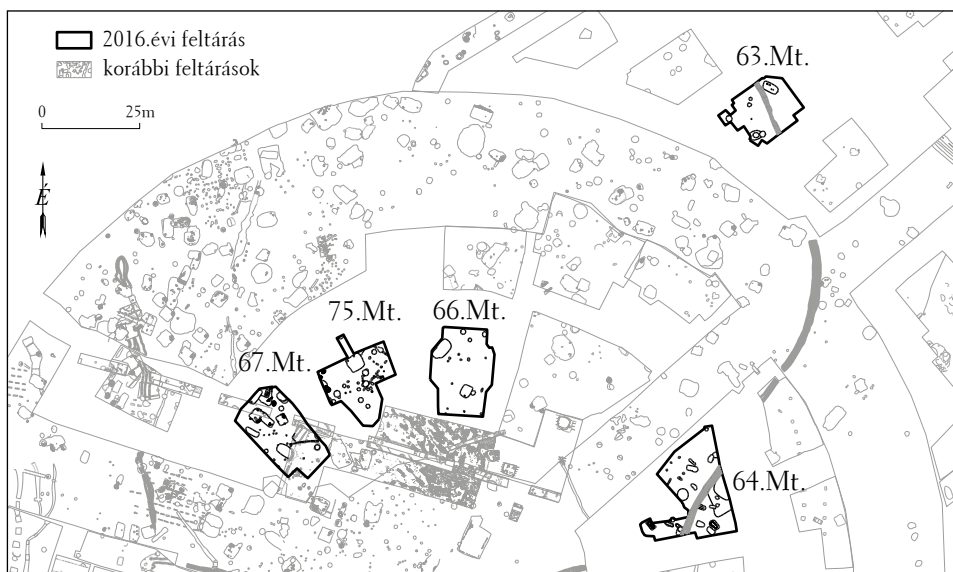 2016.évi feltárás
korábbi feltárások
0 25m
É
63.Mt.
75.Mt.
66.Mt.
67.Mt.
64.Mt.